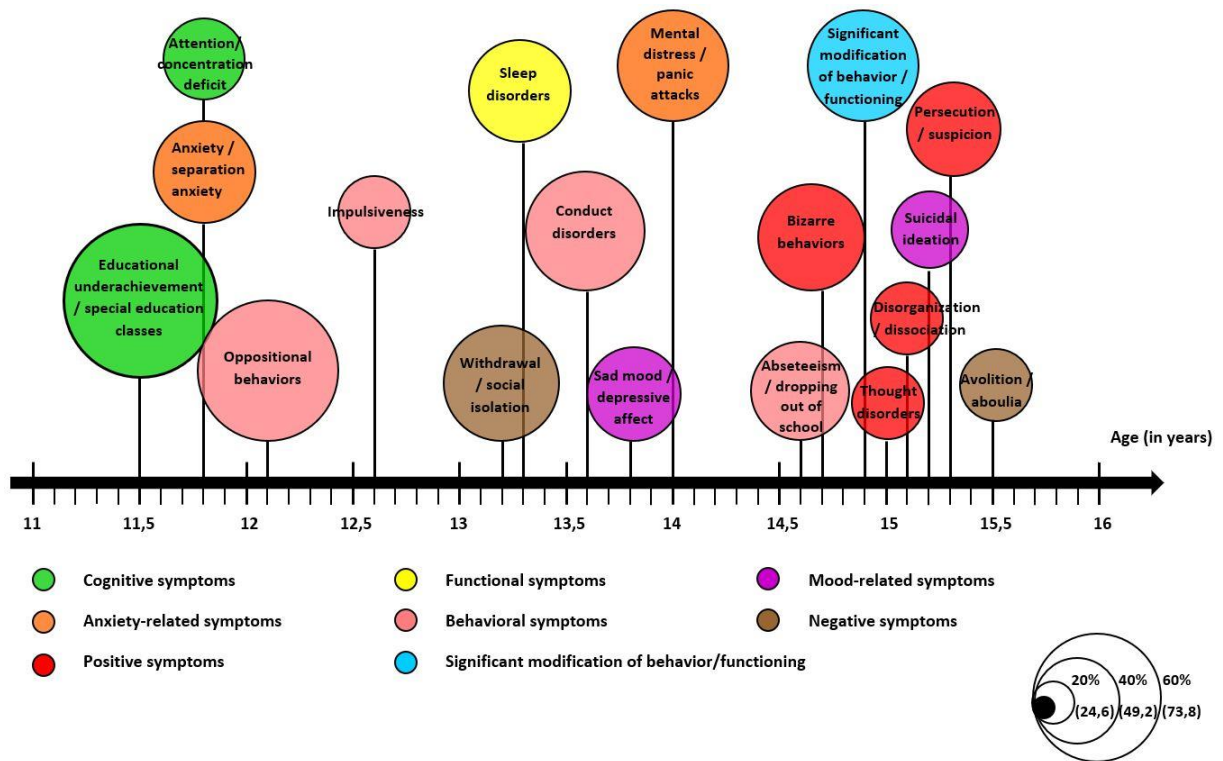 Attention/
concentration
deficit
Anxiety /
separation
anxiety
Educational
underachievement
/ special education
classes
Oppositional
behaviors
Impulsiveness
Sleep
disorders
Withdrawal
/ social
isolation
Conduct
disorders
Sad mood /
depressive
affect
Mental
distress /
panic
attacks
Bizarre
behaviors
Abseteeism
/ dropping
out of
school
Significant
modification
of behavior /
functioning
Thought
disorders
Disorganization
/ dissociation
Suicidal
ideation
Persecution
/ suspicion
Avolition /
aboulia
Age (in years)
11 11,5 12 12,5 13 13,5 14 14,5 15 15,5 16
Cognitive symptoms
Anxiety-related symptoms
Positive symptoms
Functional symptoms
Behavioral symptoms
Significant modification of behavior/functioning
Mood-related symptoms
Negative symptoms
20% 40% 60%
(24,6) (49,2) (73,8)